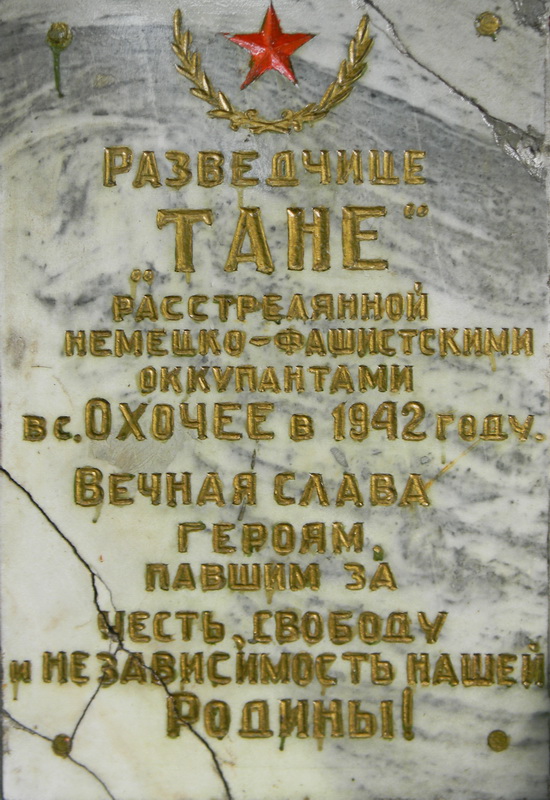 Разведчице
„ТАНЕ“
расстрелянной
немецко-фашистскими
оккупантами
в с. Охочее в 1942 году.
Вечная слава
героям,
павшим за
честь, свободу
и независимость нашей
Родины!